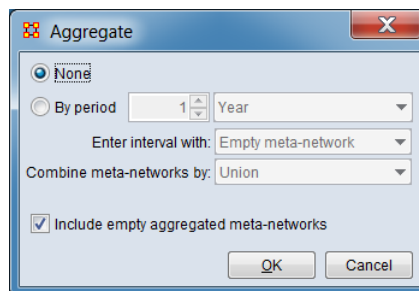 Aggregate
None
By period 1 Year
Enter interval with: Empty meta-network
Combine meta-networks by: Union
Include empty aggregated meta-networks
OK Cancel